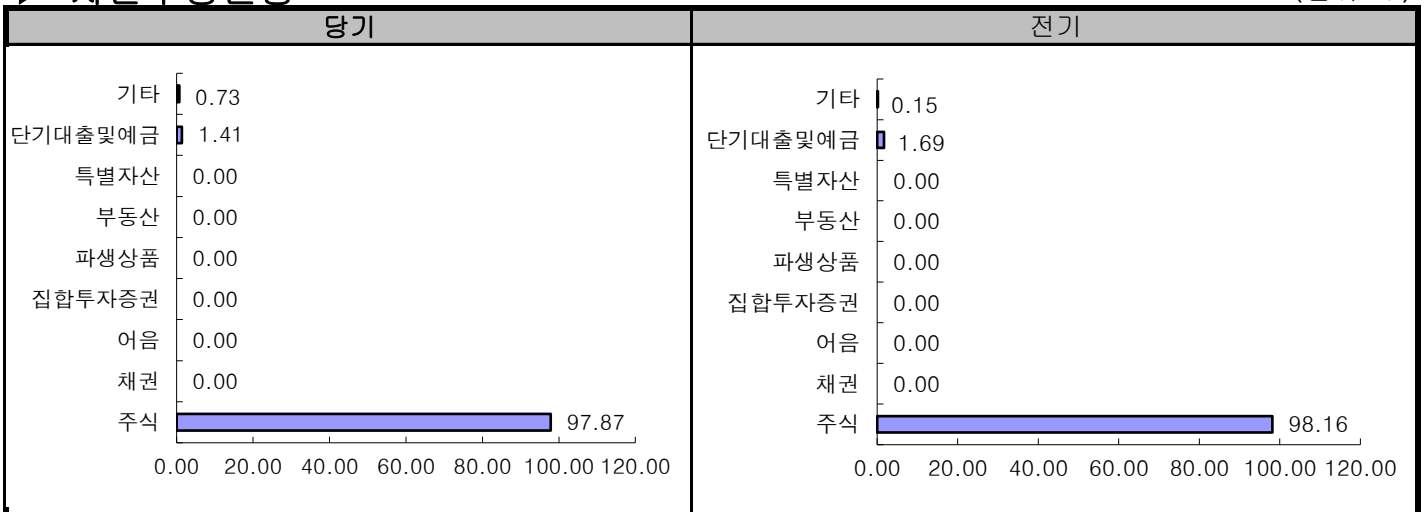 당기
전기
기타 0.73
단기대출및예금 1.41
특별자산 0.00
부동산 0.00
파생상품 0.00
집합투자증권 0.00
어음 0.00
채권 0.00
주식 97.87
0.00 20.00 40.00 60.00 80.00 100.00 120.00
기타 0.15
단기대출및예금 1.69
특별자산 0.00
부동산 0.00
파생상품 0.00
집합투자증권 0.00
어음 0.00
채권 0.00
주식 98.16
0.00 20.00 40.00 60.00 80.00 100.00 120.00